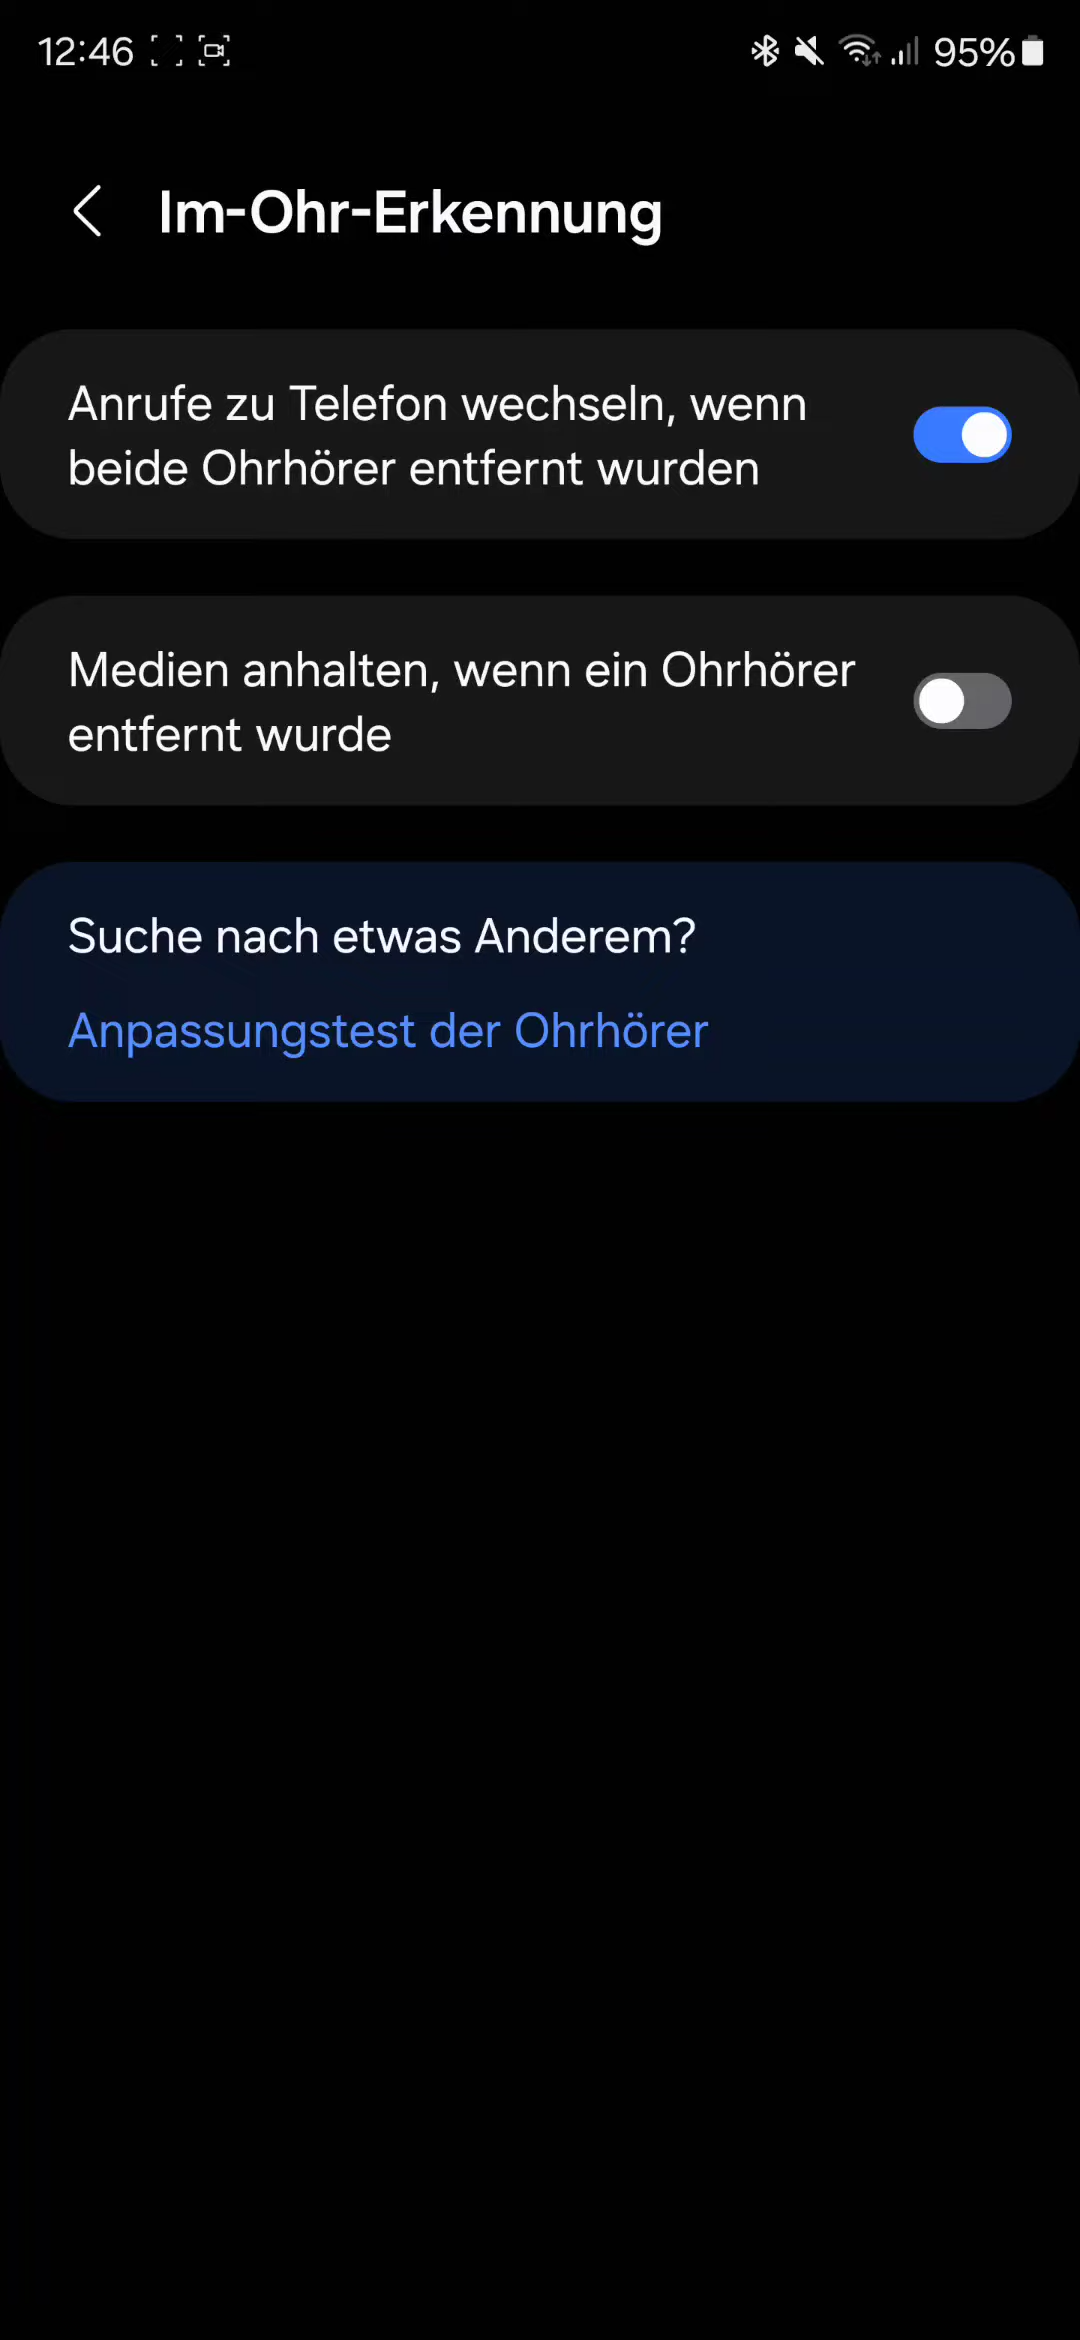 12:46 95%
Im-Ohr-Erkennung
Anrufe zu Telefon wechseln, wenn
beide Ohrhörer entfernt wurden
Medien anhalten, wenn ein Ohrhörer
entfernt wurde
Suche nach etwas Anderem?
Anpassungstest der Ohrhörer